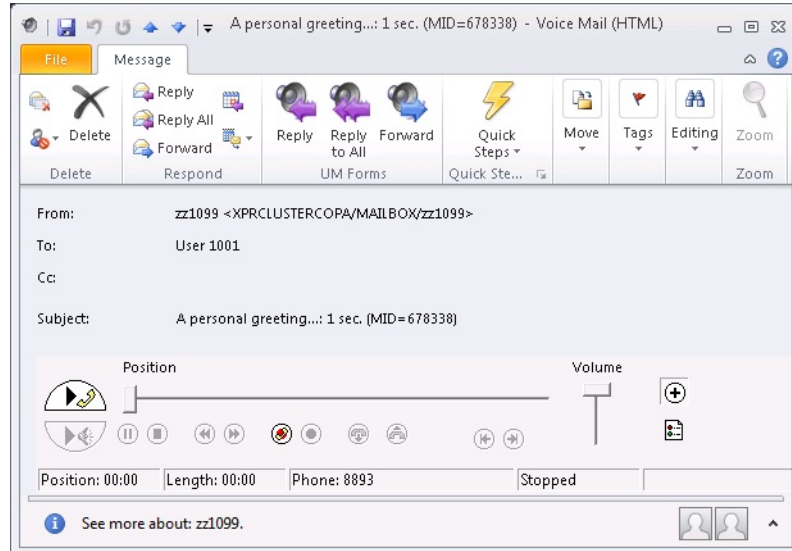 A personal greeting...: 1 sec. (MID=678338) - Voice Mail (HTML)
File Message
Delete
Reply
Reply All
Forward
Reply
Reply to All
Forward
Quick Steps
Move
Tags
Editing
Zoom
Delete Respond UM Forms Quick Ste... Zoom
From: zz1099 <XPRCLUSTERCOPA/MAILBOX/zz1099>
To: User 1001
Cc:
Subject: A personal greeting...: 1 sec. (MID=678338)
Position Volume
Position: 00:00 Length: 00:00 Phone: 8893 Stopped
See more about: zz1099.